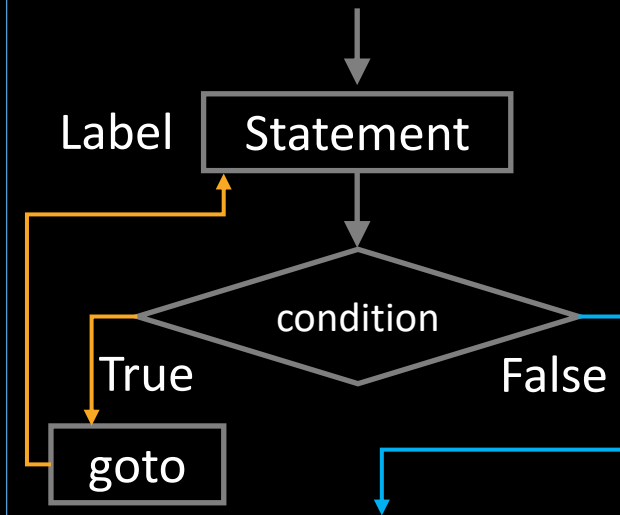 Label
Statement
condition
True
False
goto